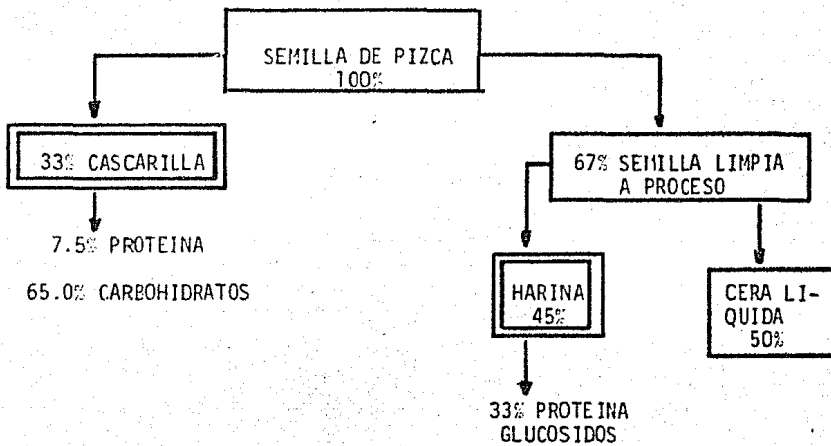 SEMILLA DE PIZCA
100%
33% CASCARILLA
67% SEMILLA LIMPIA
A PROCESO
7.5% PROTEINA
65.0% CARBOHIDRATOS
HARINA
45%
CERA LI-
QUIDA
50%
33% PROTEINA
GLUCOSIDOS